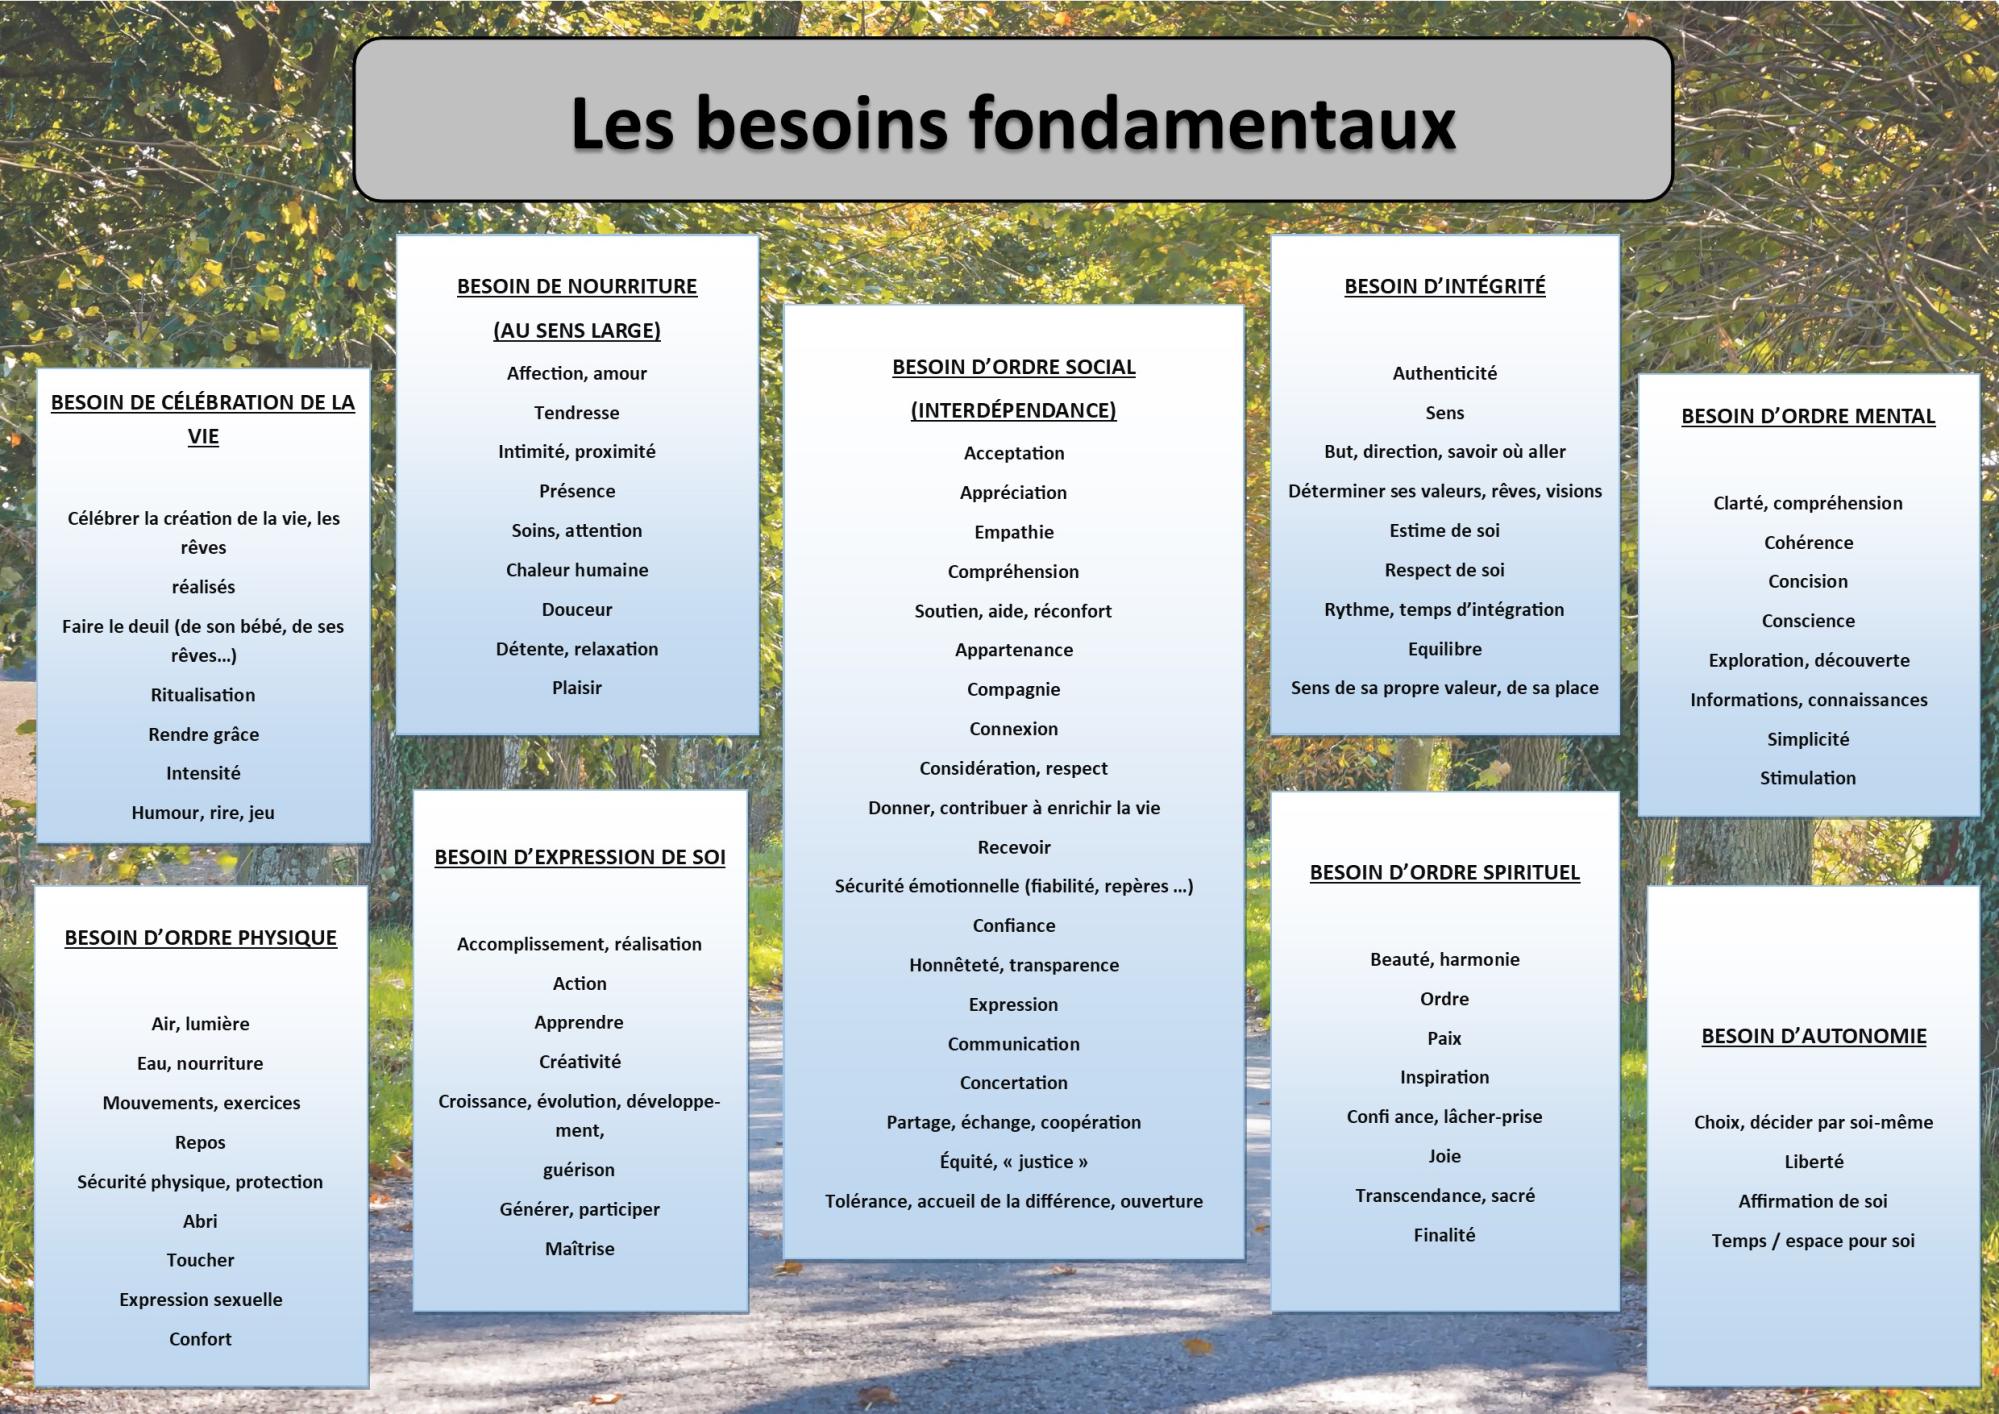 Les besoins fondamentaux
BESOIN DE CÉLÉBRATION DE LA
VIE
Célébrer la création de la vie, les
rêves
réalisés
Faire le deuil (de son bébé, de ses
rêves…)
Ritualisation
Rendre grâce
Intensité
Humour, rire, jeu
BESOIN D’ORDRE PHYSIQUE
Air, lumière
Eau, nourriture
Mouvements, exercices
Repos
Sécurité physique, protection
Abri
Toucher
Expression sexuelle
Confort
BESOIN DE NOURRITURE
(AU SENS LARGE)
Affection, amour
Tendresse
Intimité, proximité
Présence
Soins, attention
Chaleur humaine
Douceur
Détente, relaxation
Plaisir
BESOIN D’EXPRESSION DE SOI
Accomplissement, réalisation
Action
Apprendre
Créativité
Croissance, évolution, développe-
ment,
guérison
Générer, participer
Maîtrise
BESOIN D’ORDRE SOCIAL
(INTERDÉPENDANCE)
Acceptation
Appréciation
Empathie
Compréhension
Soutien, aide, réconfort
Appartenance
Compagnie
Connexion
Considération, respect
Donner, contribuer à enrichir la vie
Recevoir
Sécurité émotionnelle (fiabilité, repères …)
Confiance
Honnêteté, transparence
Expression
Communication
Concertation
Partage, échange, coopération
Équité, « justice »
Tolérance, accueil de la différence, ouverture
BESOIN D’INTÉGRITÉ
Authenticité
Sens
But, direction, savoir où aller
Déterminer ses valeurs, rêves, visions
Estime de soi
Respect de soi
Rythme, temps d’intégration
Equilibre
Sens de sa propre valeur, de sa place
BESOIN D’ORDRE SPIRITUEL
Beauté, harmonie
Ordre
Paix
Inspiration
Confi ance, lâcher-prise
Joie
Transcendance, sacré
Finalité
BESOIN D’ORDRE MENTAL
Clarté, compréhension
Cohérence
Concision
Conscience
Exploration, découverte
Informations, connaissances
Simplicité
Stimulation
BESOIN D’AUTONOMIE
Choix, décider par soi-même
Liberté
Affirmation de soi
Temps / espace pour soi